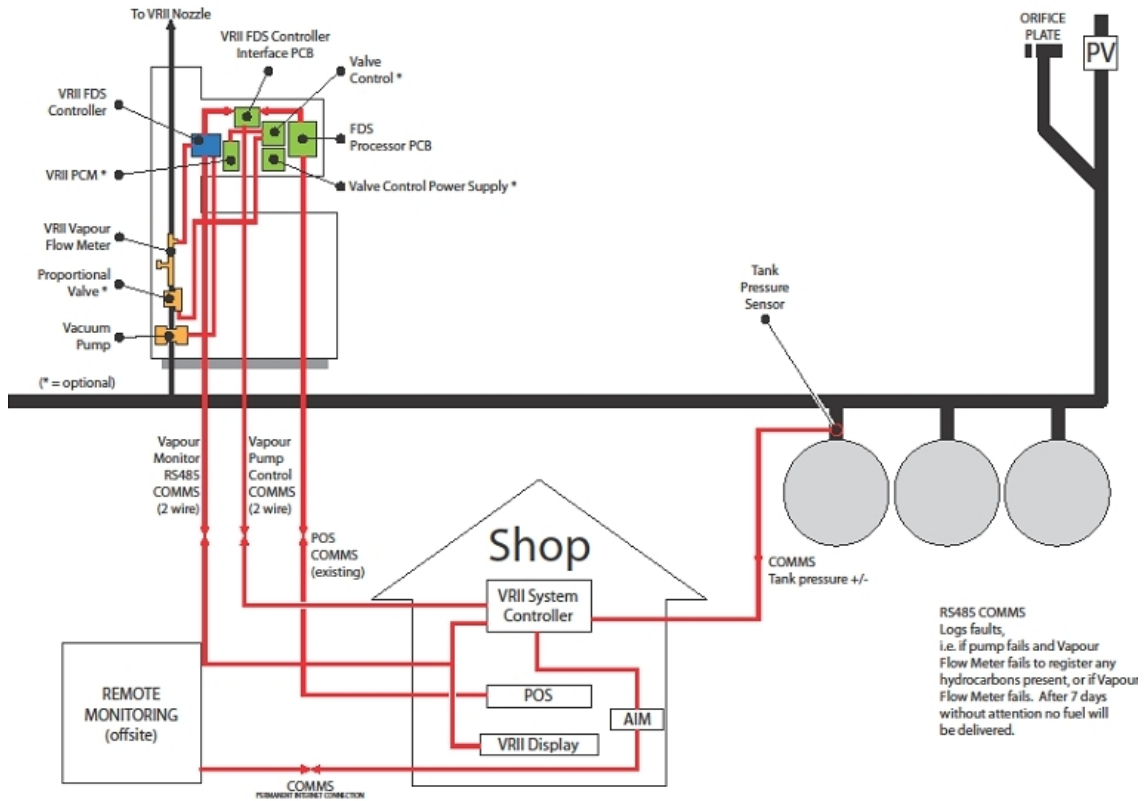 To VRII Nozzle
VRII FDS Controller
Interface PCB
Valve
Control *
VRII FDS
Controller
FDS
Processor PCB
VRII PCM *
Valve Control Power Supply *
VRII Vapour
Flow Meter
Proportional
Valve *
Vacuum
Pump
(* = optional)
ORIFICE
PLATE
PV
Tank
Pressure
Sensor
Vapour
Monitor
RS485
COMMS
(2 wire)
Vapour
Pump
Control
COMMS
(2 wire)
POS
COMMS
(existing)
Shop
VRII System
Controller
POS
AIM
VRII Display
COMMS
Tank pressure +/-
REMOTE
MONITORING
(offsite)
COMMS
PERMANENT INTERNET CONNECTION
RS485 COMMS
Logs faults,
i.e. if pump fails and Vapour
Flow Meter fails to register any
hydrocarbons present, or if Vapour
Flow Meter fails. After 7 days
without attention no fuel will
be delivered.